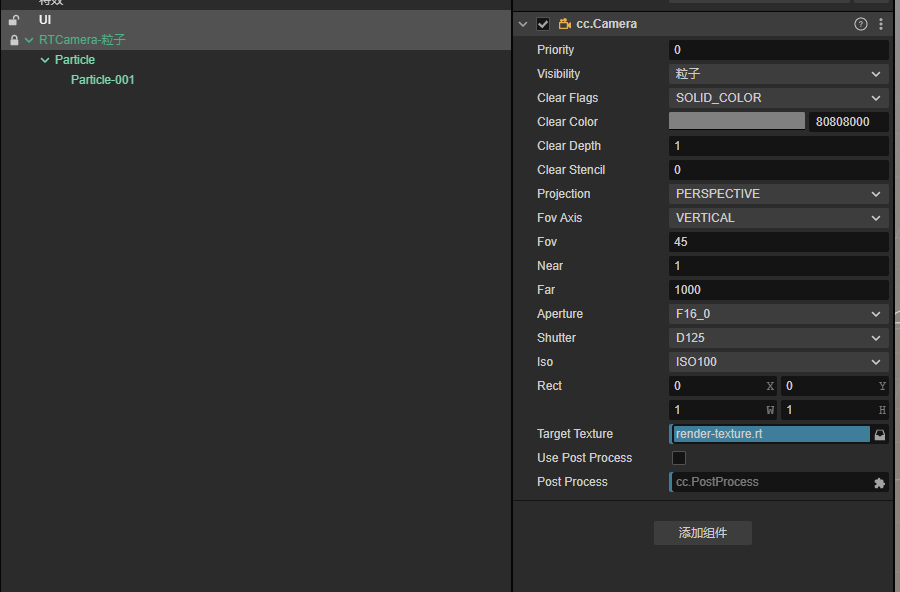 特效
UI
RTCamera-粒子
Particle
Particle-001
cc.Camera
Priority 0
Visibility 粒子
Clear Flags SOLID_COLOR
Clear Color 80808000
Clear Depth 1
Clear Stencil 0
Projection PERSPECTIVE
Fov Axis VERTICAL
Fov 45
Near 1
Far 1000
Aperture F16_0
Shutter D125
Iso ISO100
Rect 0 X 0 Y
1 W 1 H
Target Texture render-texture.rt
Use Post Process
Post Process cc.PostProcess
添加组件